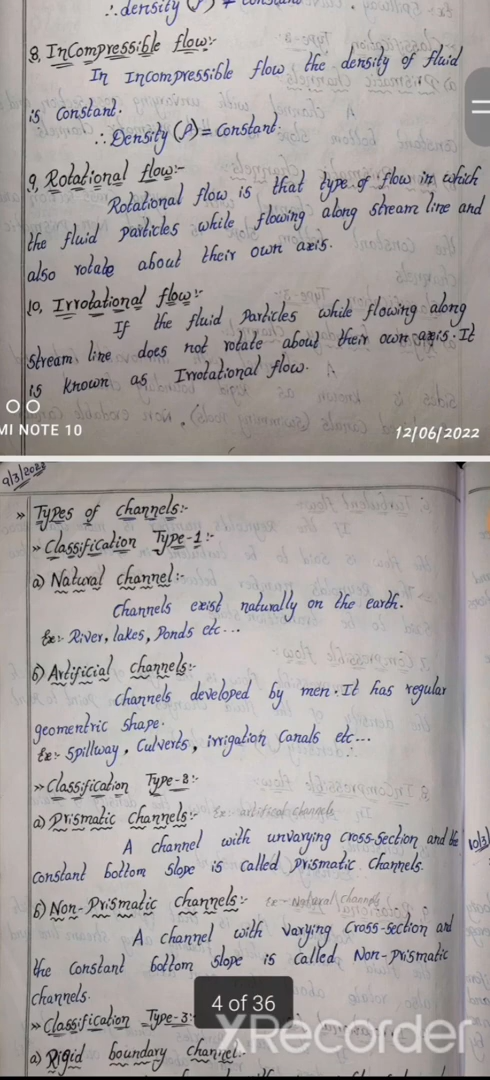 ∴ density (ρ) ≠ constant
8, InCompressible flow:-
In Incompressible flow the density of fluid
is Constant.
∴ Density (ρ) = Constant.
9, Rotational flow:-
Rotational flow is that type of flow in which
the fluid Particles while flowing along stream line and
also rotate about their own axis.
10, Irrotational flow:-
If the fluid Particles while flowing along
stream line does not rotate about their own axis. It
is known as Irrotational flow.
MI NOTE 10
12/06/2022
9/3/2022
» Types of channels:-
» Classification Type-1:-
a) Natural channel:-
channels exist naturally on the earth.
Ex:- River, lakes, Ponds etc...
b) Artificial channels:-
channels developed by men. It has regular
geomentric shape.
Ex:- Spillway, Culverts, irrigation Canals etc...
» Classification Type-2:-
a) Prismatic channels:- Ex:- artifical channels
A channel with unvarying cross-section and the
constant bottom slope is called prismatic channels.
10/3/
b) Non-Prismatic channels:- Ex:- Natural channels
A channel with varying cross-section and
the constant bottom slope is called Non-prismatic
channels.
4 of 36
» Classification Type-3:-
XRecorder
a) Rigid boundary channel:-